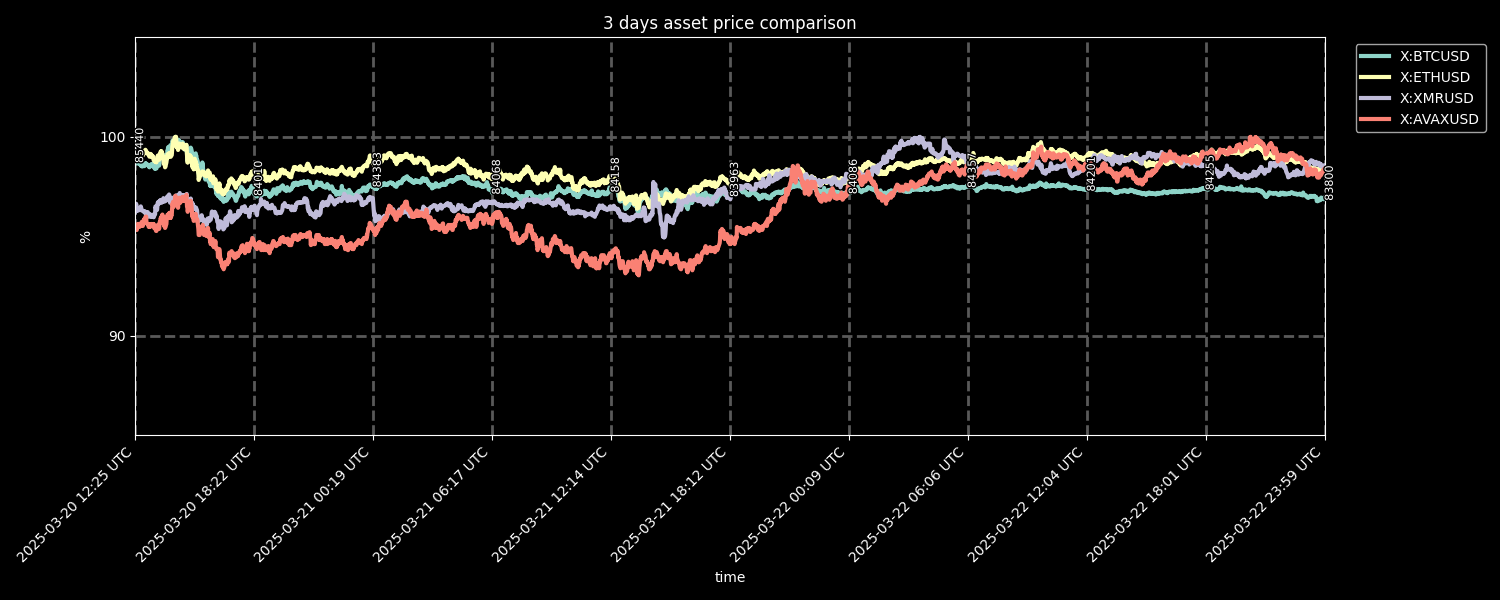 3 days asset price comparison
X:BTCUSD
X:ETHUSD
X:XMRUSD
X:AVAXUSD
100
90
%
85440
84010
84383
84068
84158
83963
84086
84357
84201
84255
83800
2025-03-20 12:25 UTC
2025-03-20 18:22 UTC
2025-03-21 00:19 UTC
2025-03-21 06:17 UTC
2025-03-21 12:14 UTC
2025-03-21 18:12 UTC
2025-03-22 00:09 UTC
2025-03-22 06:06 UTC
2025-03-22 12:04 UTC
2025-03-22 18:01 UTC
2025-03-22 23:59 UTC
time